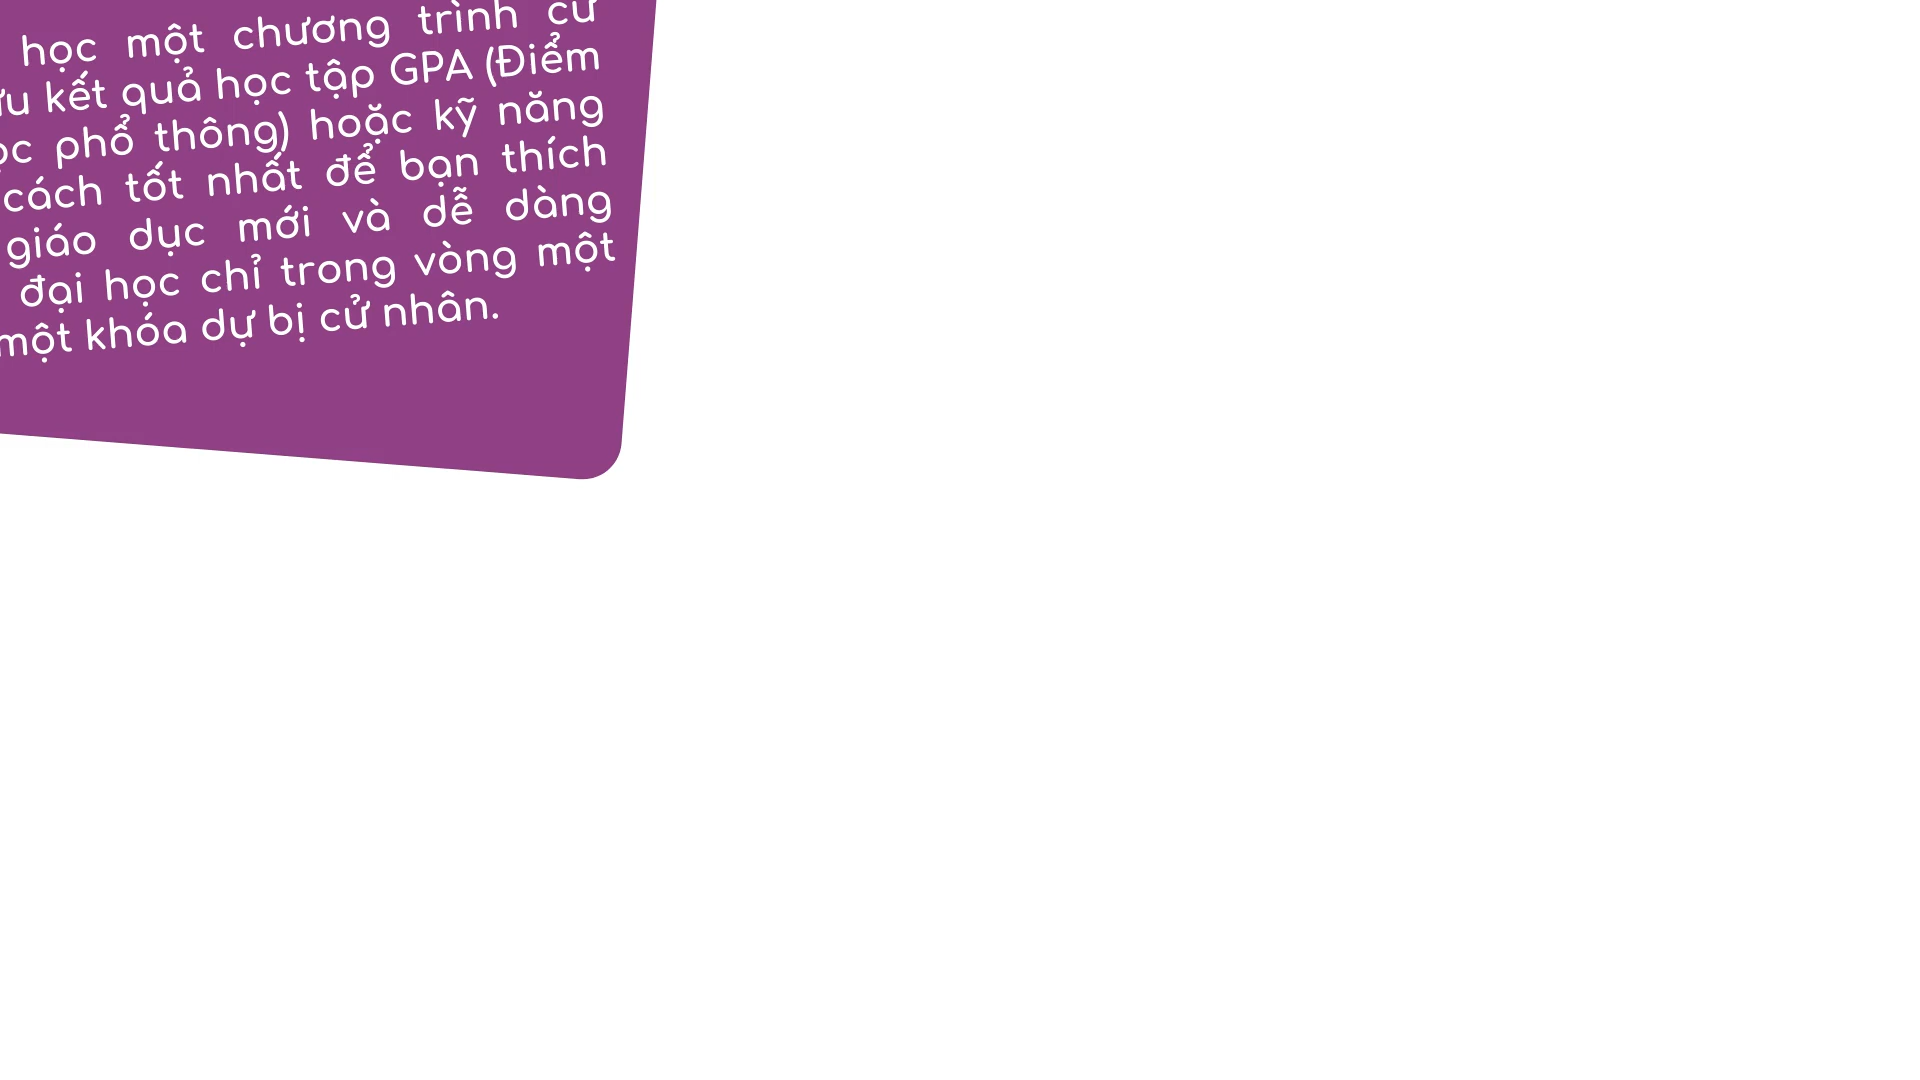 học một chương trình cử
kết quả học tập GPA (Điểm
phổ thông) hoặc kỹ năng
cách tốt nhất để bạn thích
giáo dục mới và dễ dàng
đại học chỉ trong vòng một
một khóa dự bị cử nhân.